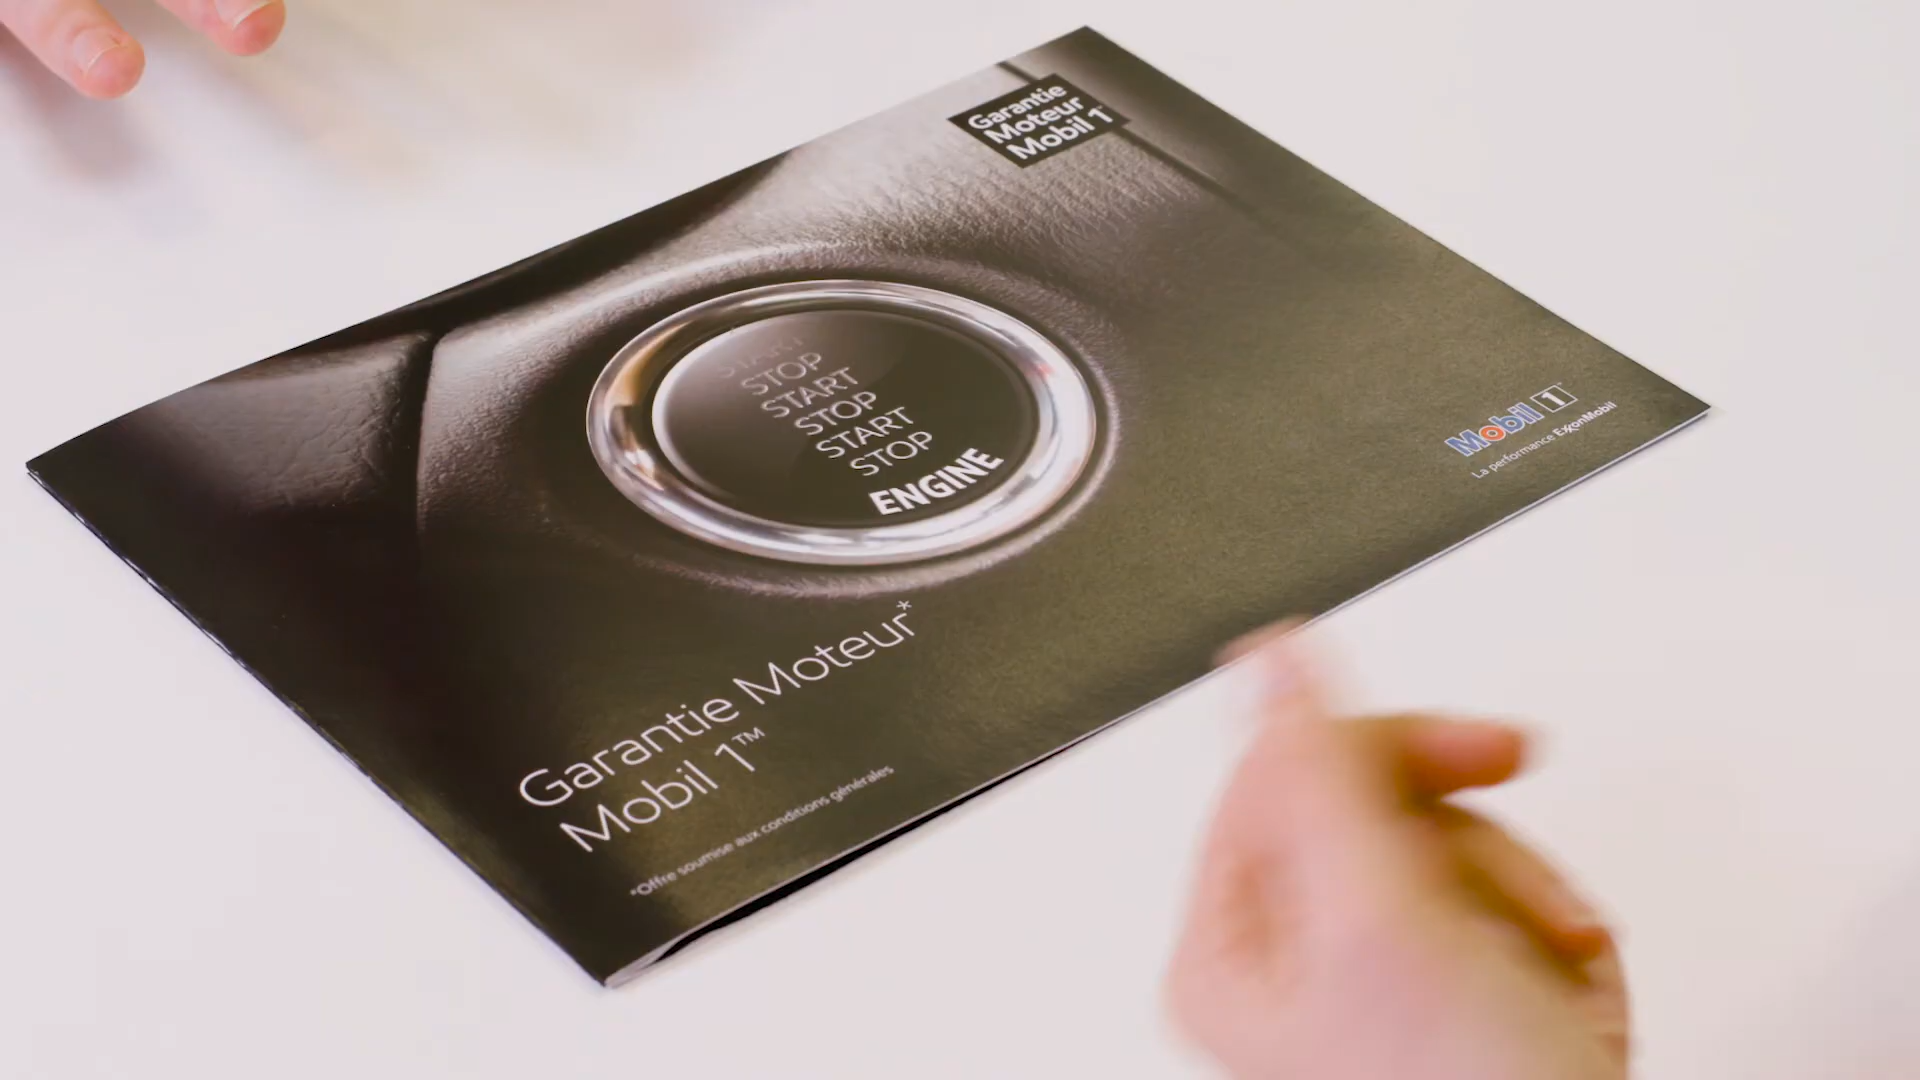 Garantie
Moteur
Mobil 1
START
STOP
START
STOP
START
STOP
ENGINE
Mobil 1
La performance ExxonMobil
Garantie Moteur*
Mobil 1™
*Offre soumise aux conditions générales